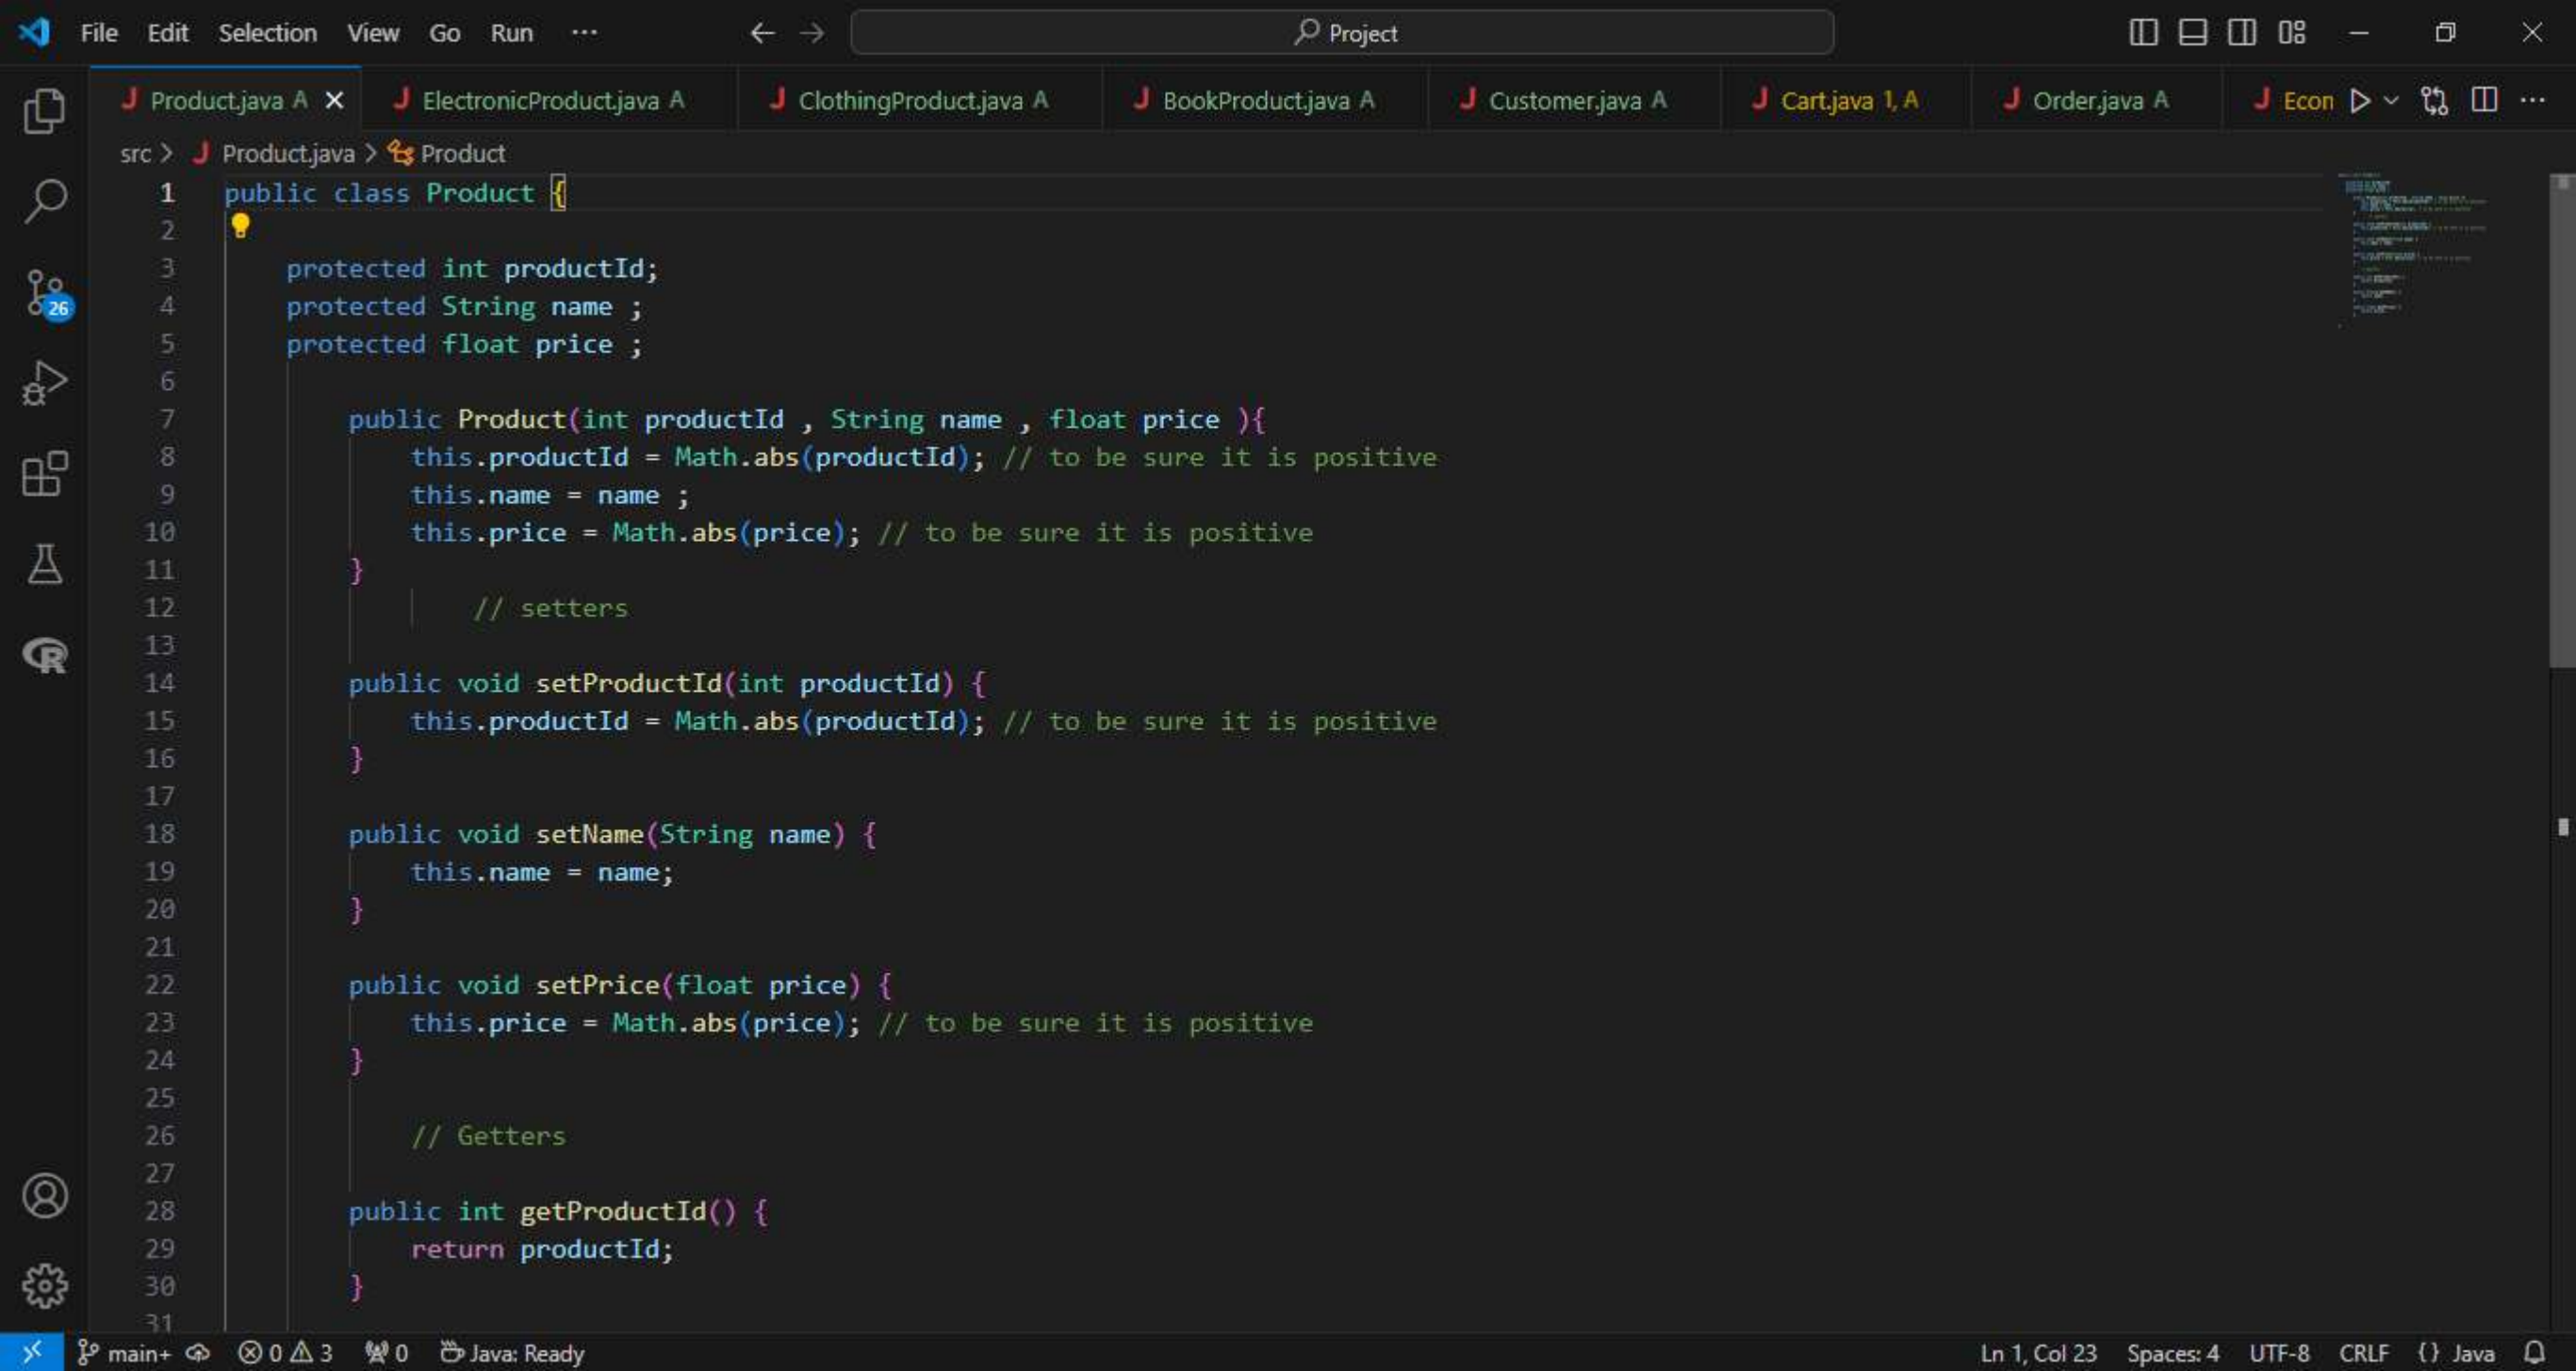 File Edit Selection View Go Run ··· Project
Product.java A ElectronicProduct.java A ClothingProduct.java A BookProduct.java A Customer.java A Cart.java 1, A Order.java A Econ
src > Product.java > Product
1 public class Product {
2
3 protected int productId;
4 protected String name ;
5 protected float price ;
6
7 public Product(int productId , String name , float price ){
8 this.productId = Math.abs(productId); // to be sure it is positive
9 this.name = name ;
10 this.price = Math.abs(price); // to be sure it is positive
11 }
12 // setters
13
14 public void setProductId(int productId) {
15 this.productId = Math.abs(productId); // to be sure it is positive
16 }
17
18 public void setName(String name) {
19 this.name = name;
20 }
21
22 public void setPrice(float price) {
23 this.price = Math.abs(price); // to be sure it is positive
24 }
25
26 // Getters
27
28 public int getProductId() {
29 return productId;
30 }
31
26
main+ 0 3 0 Java: Ready Ln 1, Col 23 Spaces: 4 UTF-8 CRLF {} Java